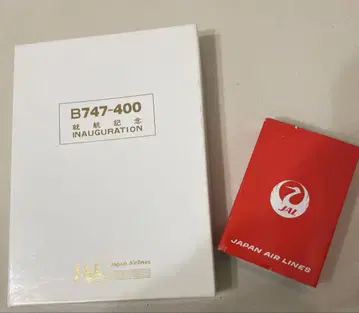 B747-400
就航記念
INAUGURATION
JAL Japan Airlines
JAL
JAPAN AIR LINES